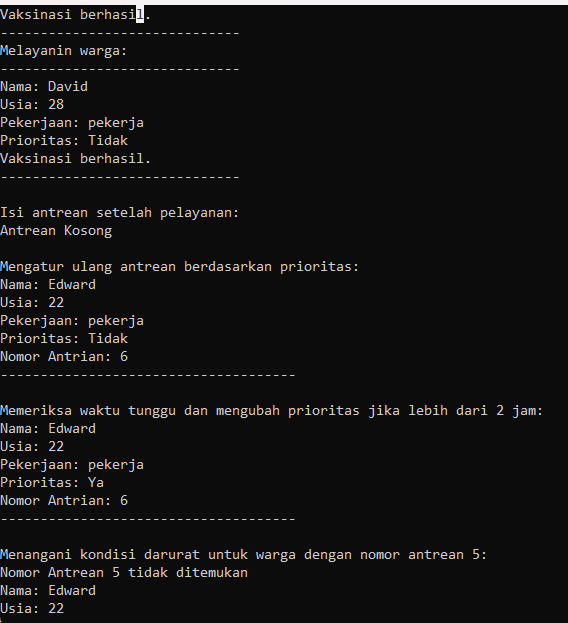 Vaksinasi berhasil.
------------------------------
Melayanin warga:
------------------------------
Nama: David
Usia: 28
Pekerjaan: pekerja
Prioritas: Tidak
Vaksinasi berhasil.
------------------------------
Isi antrean setelah pelayanan:
Antrean Kosong
Mengatur ulang antrean berdasarkan prioritas:
Nama: Edward
Usia: 22
Pekerjaan: pekerja
Prioritas: Tidak
Nomor Antrian: 6
-------------------------------------
Memeriksa waktu tunggu dan mengubah prioritas jika lebih dari 2 jam:
Nama: Edward
Usia: 22
Pekerjaan: pekerja
Prioritas: Ya
Nomor Antrian: 6
-------------------------------------
Menangani kondisi darurat untuk warga dengan nomor antrean 5:
Nomor Antrean 5 tidak ditemukan
Nama: Edward
Usia: 22